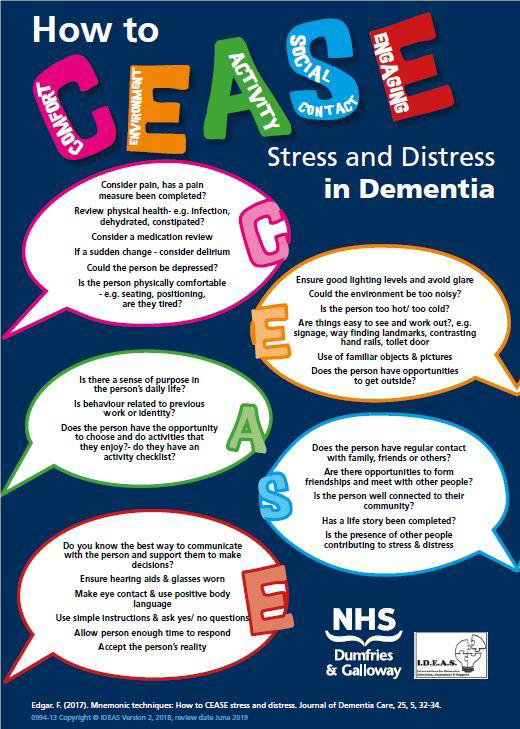 How to
CEASE
COMFORT
ENVIRONMENT
ACTIVITY
SOCIAL
CONTACT
ENGAGING
Stress and Distress
in Dementia
Consider pain, has a pain
measure been completed?
Review physical health- e.g. infection,
dehydrated, constipated?
Consider a medication review
If a sudden change - consider delirium
Could the person be depressed?
Is the person physically comfortable
- e.g. seating, positioning,
are they tired?
C
Ensure good lighting levels and avoid glare
Could the environment be too noisy?
Is the person too hot/ too cold?
Are things easy to see and work out?, e.g.
signage, way finding landmarks, contrasting
hand rails, toilet door
Use of familiar objects & pictures
Does the person have opportunities
to get outside?
E
Is there a sense of purpose in
the person's daily life?
Is behaviour related to previous
work or identity?
Does the person have the opportunity
to choose and do activities that
they enjoy?- do they have an
activity checklist?
A
Does the person have regular contact
with family, friends or others?
Are there opportunities to form
friendships and meet with other people?
Is the person well connected to their
community?
Has a life story been completed?
Is the presence of other people
contributing to stress & distress
S
Do you know the best way to communicate
with the person and support them to make
decisions?
Ensure hearing aids & glasses worn
Make eye contact & use positive body
language
Use simple instructions & ask yes/ no questions
Allow person enough time to respond
Accept the person's reality
E
NHS
Dumfries
& Galloway
I.D.E.A.S.
Edgar. F. (2017). Mnemonic techniques: How to CEASE stress and distress. Journal of Dementia Care, 25, 5, 32-34.
0994-13 Copyright © IDEAS Version 2, 2018, review date June 2019